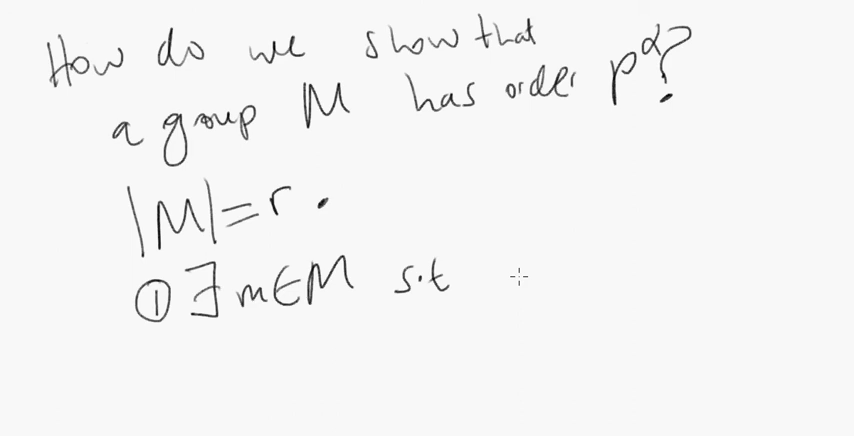 How do we show that
a group M has order p^α?
|M|=r.
① ∃ m∈M s.t